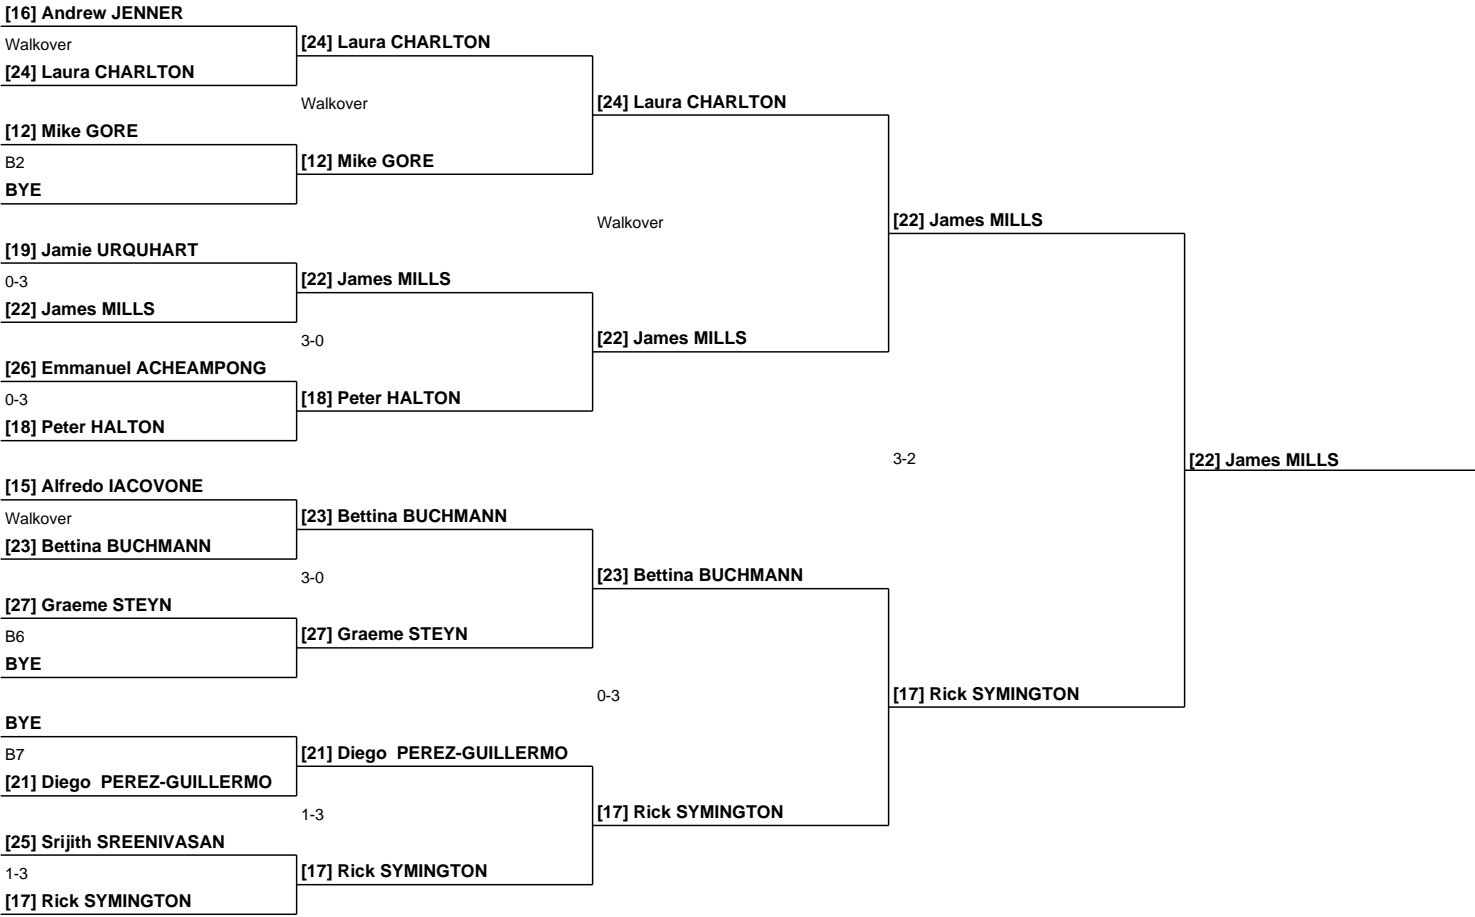 [16] Andrew JENNER
Walkover
[24] Laura CHARLTON
[12] Mike GORE
B2
BYE
[19] Jamie URQUHART
0-3
[22] James MILLS
[26] Emmanuel ACHEAMPONG
0-3
[18] Peter HALTON
[15] Alfredo IACOVONE
Walkover
[23] Bettina BUCHMANN
[27] Graeme STEYN
B6
BYE
BYE
B7
[21] Diego  PEREZ-GUILLERMO
[25] Srijith SREENIVASAN
1-3
[17] Rick SYMINGTON
[24] Laura CHARLTON
Walkover
[12] Mike GORE
[22] James MILLS
3-0
[18] Peter HALTON
[23] Bettina BUCHMANN
3-0
[27] Graeme STEYN
[21] Diego  PEREZ-GUILLERMO
1-3
[17] Rick SYMINGTON
[24] Laura CHARLTON
Walkover
[22] James MILLS
[23] Bettina BUCHMANN
0-3
[17] Rick SYMINGTON
[22] James MILLS
3-2
[17] Rick SYMINGTON
[22] James MILLS